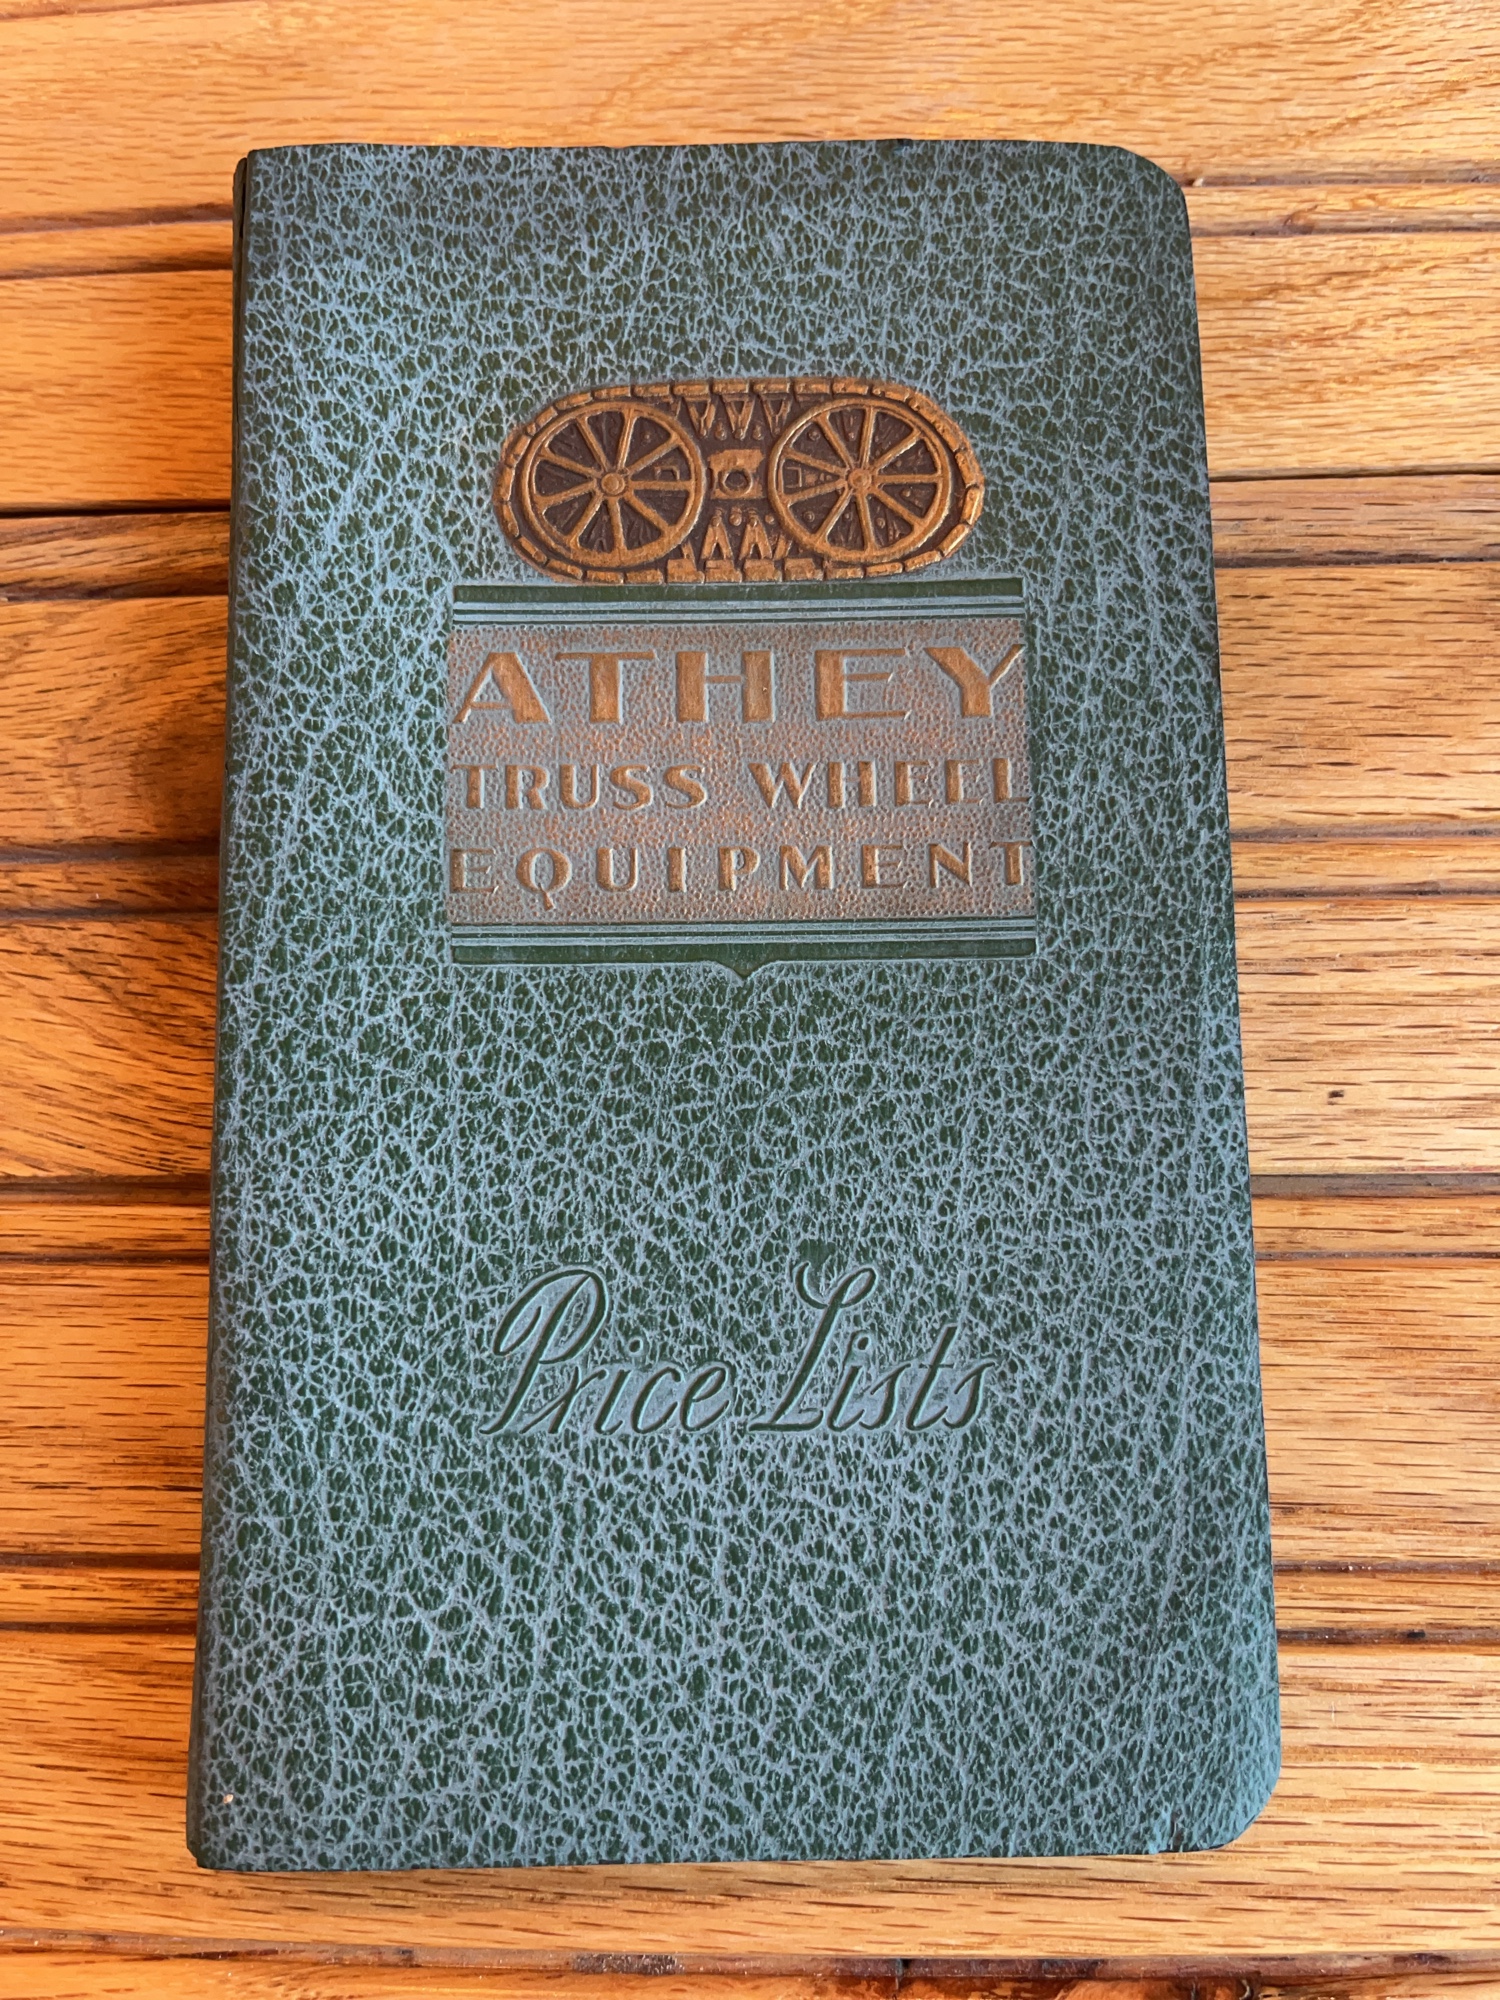 ATHEY
TRUSS WHEEL
EQUIPMENT
Price Lists